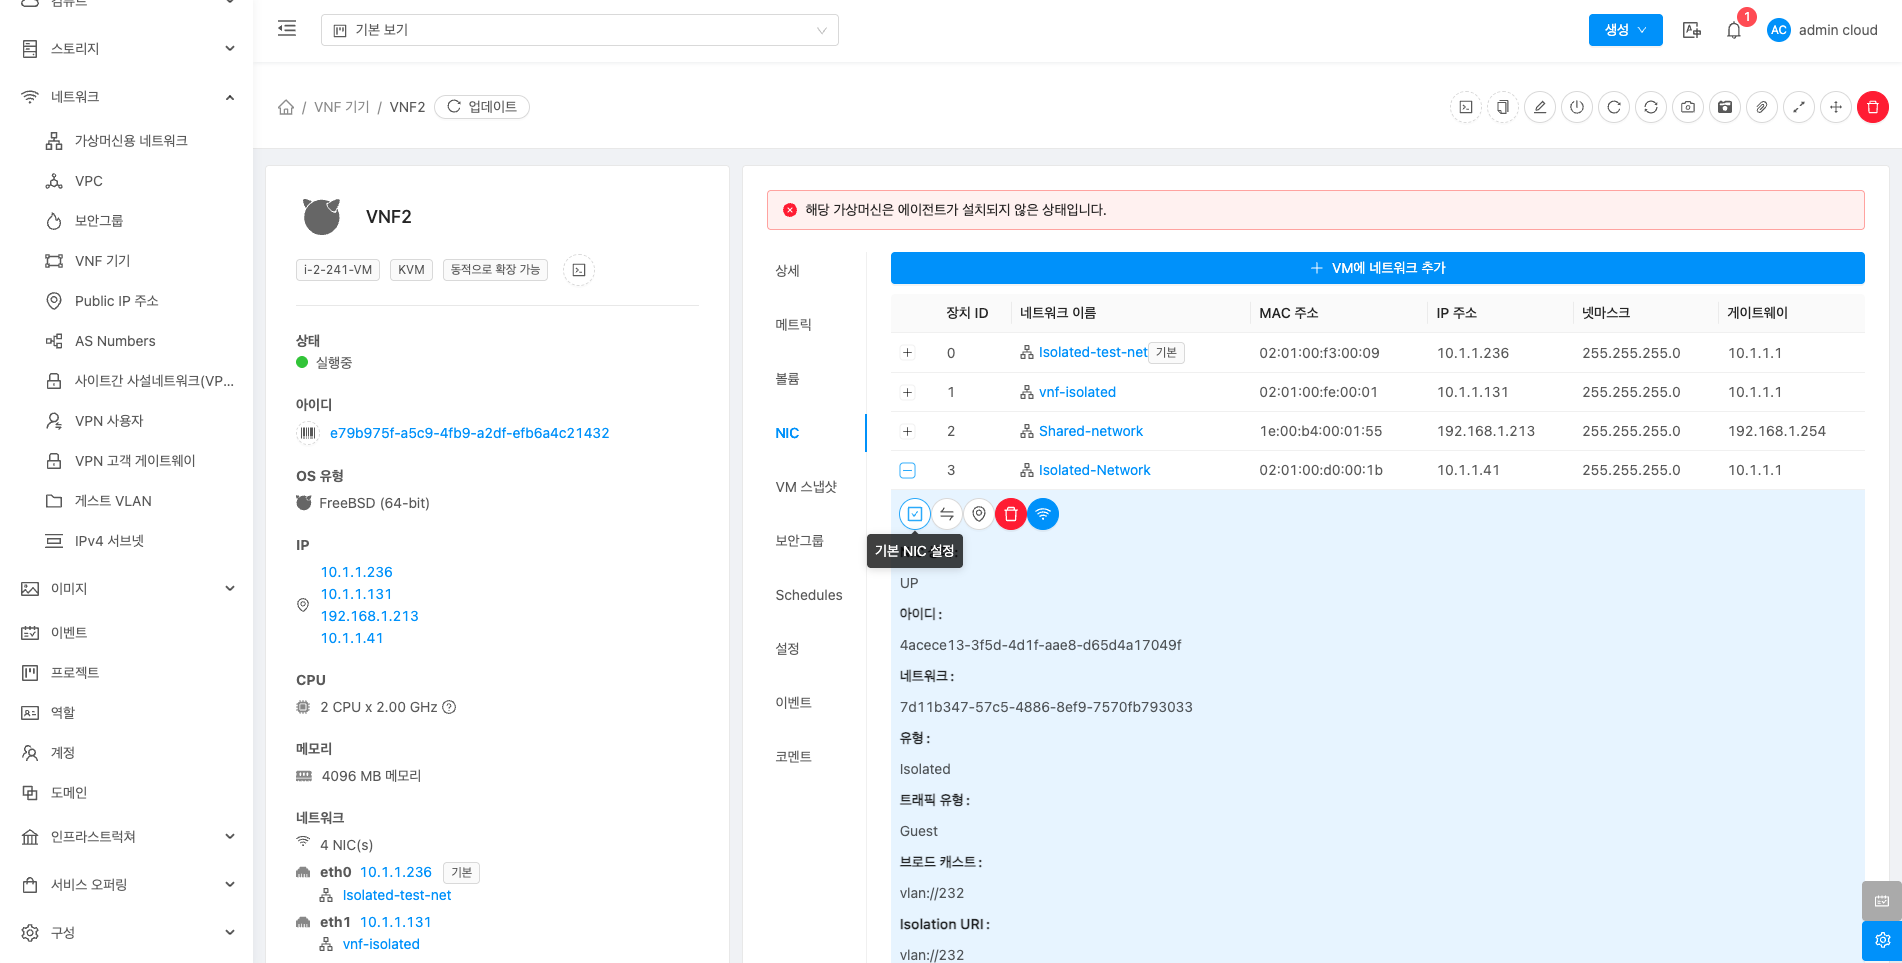 컴퓨트
스토리지
네트워크
가상머신용 네트워크
VPC
보안그룹
VNF 기기
Public IP 주소
AS Numbers
사이트간 사설네트워크(VP...
VPN 사용자
VPN 고객 게이트웨이
게스트 VLAN
IPv4 서브넷
이미지
이벤트
프로젝트
역할
계정
도메인
인프라스트럭쳐
서비스 오퍼링
구성
기본 보기
생성
1
AC admin cloud
/ VNF 기기 / VNF2 업데이트
VNF2
i-2-241-VM KVM 동적으로 확장 가능
상태
실행중
아이디
e79b975f-a5c9-4fb9-a2df-efb6a4c21432
OS 유형
FreeBSD (64-bit)
IP
10.1.1.236
10.1.1.131
192.168.1.213
10.1.1.41
CPU
2 CPU x 2.00 GHz
메모리
4096 MB 메모리
네트워크
4 NIC(s)
eth0 10.1.1.236 기본
Isolated-test-net
eth1 10.1.1.131
vnf-isolated
해당 가상머신은 에이전트가 설치되지 않은 상태입니다.
상세
메트릭
볼륨
NIC
VM 스냅샷
보안그룹
Schedules
설정
이벤트
코멘트
VM에 네트워크 추가
장치 ID 네트워크 이름 MAC 주소 IP 주소 넷마스크 게이트웨이
0 Isolated-test-net 기본 02:01:00:f3:00:09 10.1.1.236 255.255.255.0 10.1.1.1
1 vnf-isolated 02:01:00:fe:00:01 10.1.1.131 255.255.255.0 10.1.1.1
2 Shared-network 1e:00:b4:00:01:55 192.168.1.213 255.255.255.0 192.168.1.254
3 Isolated-Network 02:01:00:d0:00:1b 10.1.1.41 255.255.255.0 10.1.1.1
기본 NIC 설정
UP
아이디 :
4acece13-3f5d-4d1f-aae8-d65d4a17049f
네트워크 :
7d11b347-57c5-4886-8ef9-7570fb793033
유형 :
Isolated
트래픽 유형 :
Guest
브로드 캐스트 :
vlan://232
Isolation URI :
vlan://232